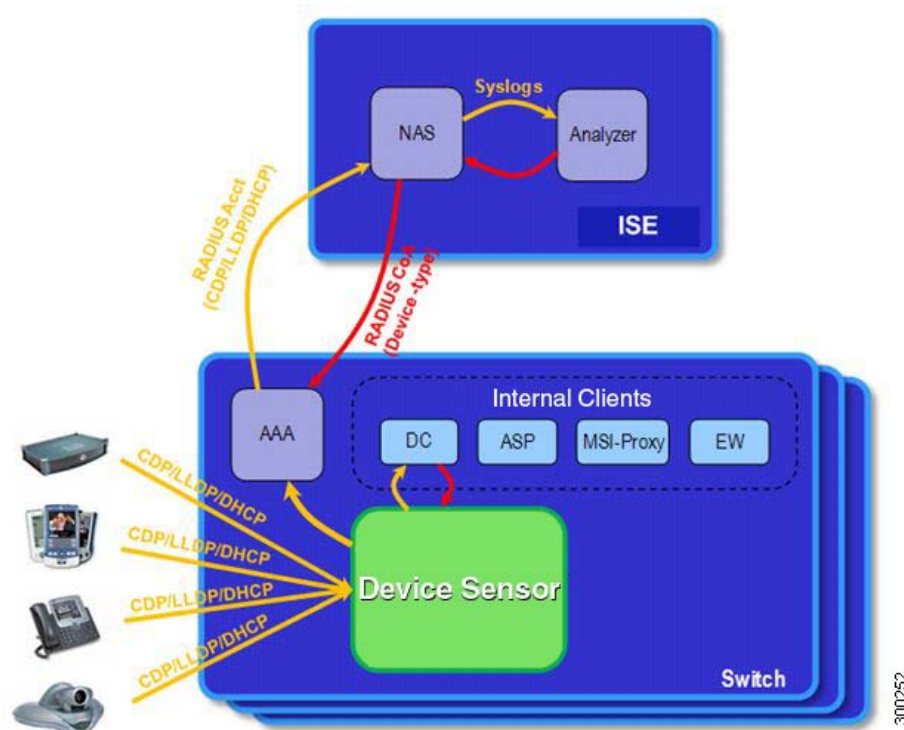 Syslogs
NAS
Analyzer
ISE
RADIUS Acct
(CDP/LLDP/DHCP)
RADIUS CoA
(Device -type)
Internal Clients
AAA
DC
ASP
MSI-Proxy
EW
CDP/LLDP/DHCP
CDP/LLDP/DHCP
CDP/LLDP/DHCP
CDP/LLDP/DHCP
Device Sensor
Switch
300252